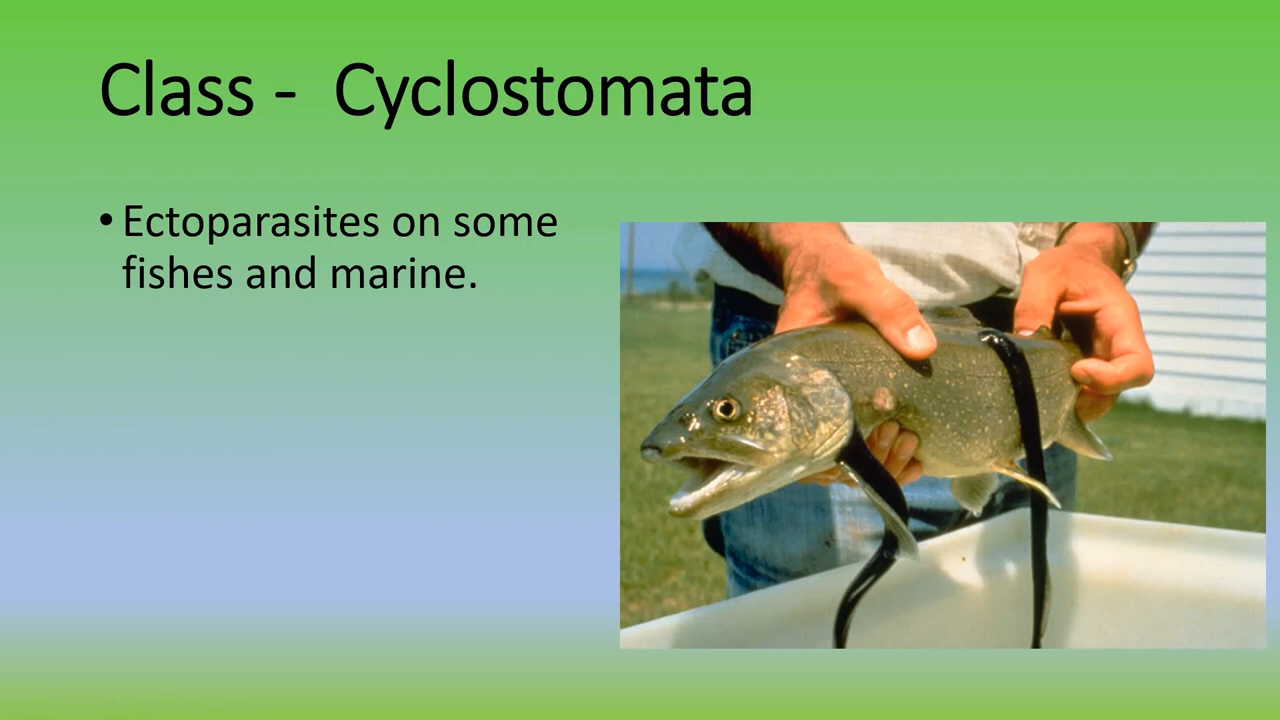 Class - Cyclostomata
• Ectoparasites on some
fishes and marine.